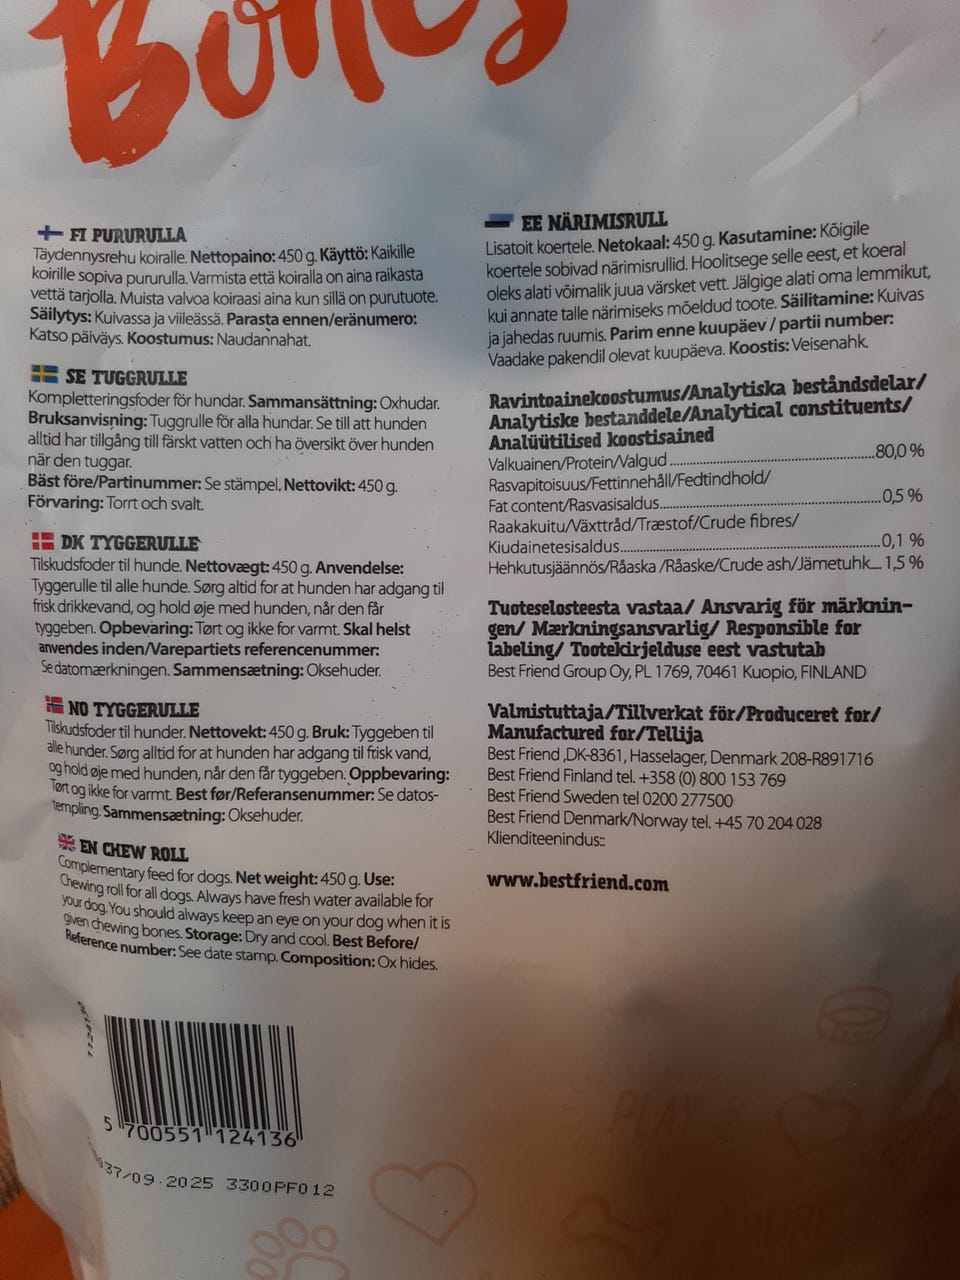 Bones
FI PURURULLA
Täydennysrehu koiralle. Nettopaino: 450 g. Käyttö: Kaikille
koirille sopiva pururulla. Varmista että koiralla on aina raikasta
vettä tarjolla. Muista valvoa koiraasi aina kun sillä on purutuote.
Säilytys: Kuivassa ja viileässä. Parasta ennen/eränumero:
Katso päiväys. Koostumus: Naudannahat.
SE TUGGRULLE
Kompletteringsfoder för hundar. Sammansättning: Oxhudar.
Bruksanvisning: Tuggrulle för alla hundar. Se till att hunden
alltid har tillgång till färskt vatten och ha översikt över hunden
när den tuggar.
Bäst före/Partinummer: Se stämpel, Nettovikt: 450 g.
Förvaring: Torrt och svalt.
DK TYGGERULLE
Tilskudsfoder til hunde. Nettovægt: 450 g. Anvendelse:
Tyggerulle til alle hunde. Sørg altid for at hunden har adgang til
frisk drikkevand, og hold øje med hunden, når den får
tyggeben. Opbevaring: Tørt og ikke for varmt. Skal helst
anvendes inden/Varepartiets referencenummer:
Se datomærkningen. Sammensætning: Oksehuder.
NO TYGGERULLE
Tilskudsfoder til hunder. Nettovekt: 450 g. Bruk: Tyggeben til
alle hunder. Sørg alltid for at hunden har adgang til frisk vand,
og hold øje med hunden, når den får tyggeben. Oppbevaring:
Tørt og ikke for varmt. Best før/Referansenummer: Se datos-
templing. Sammensætning: Oksehuder.
EN CHEW ROLL
Complementary feed for dogs. Net weight: 450 g. Use:
Chewing roll for all dogs. Always have fresh water available for
your dog. You should always keep an eye on your dog when it is
given chewing bones. Storage: Dry and cool. Best Before/
Reference number: See date stamp. Composition: Ox hides.
5 700551 124136
37/09.2025 3300PF012
EE NÄRIMISRULL
Lisatoit koertele. Netokaal: 450 g. Kasutamine: Kõigile
koertele sobivad närimisrullid. Hoolitsege selle eest, et koeral
oleks alati võimalik juua värsket vett. Jälgige alati oma lemmikut,
kui annate talle närimiseks mõeldud toote. Säilitamine: Kuivas
ja jahedas ruumis. Parim enne kuupäev / partii number:
Vaadake pakendil olevat kuupäeva. Koostis: Veisenahk.
Ravintoainekoostumus/Analytiska beståndsdelar/
Analytiske bestanddele/Analytical constituents/
Analüütilised koostisained
Valkuainen/Protein/Valgud ........80,0 %
Rasvapitoisuus/Fettinnehåll/Fedtindhold/
Fat content/Rasvasisaldus........0,5 %
Raakakuitu/Växttråd/Træstof/Crude fibres/
Kiudainetesisaldus........0,1 %
Hehkutusjäännös/Råaska /Råaske/Crude ash/Jämetuhk.... 1,5 %
Tuoteselosteesta vastaa/ Ansvarig för märknin-
gen/ Mærkningsansvarlig/ Responsible for
labeling/ Tootekirjelduse eest vastutab
Best Friend Group Oy, PL 1769, 70461 Kuopio, FINLAND
Valmistuttaja/Tillverkat för/Produceret for/
Manufactured for/Tellija
Best Friend ,DK-8361, Hasselager, Denmark 208-R891716
Best Friend Finland tel. +358 (0) 800 153 769
Best Friend Sweden tel 0200 277500
Best Friend Denmark/Norway tel. +45 70 204 028
Klienditeenindus::
www.bestfriend.com
PLAY